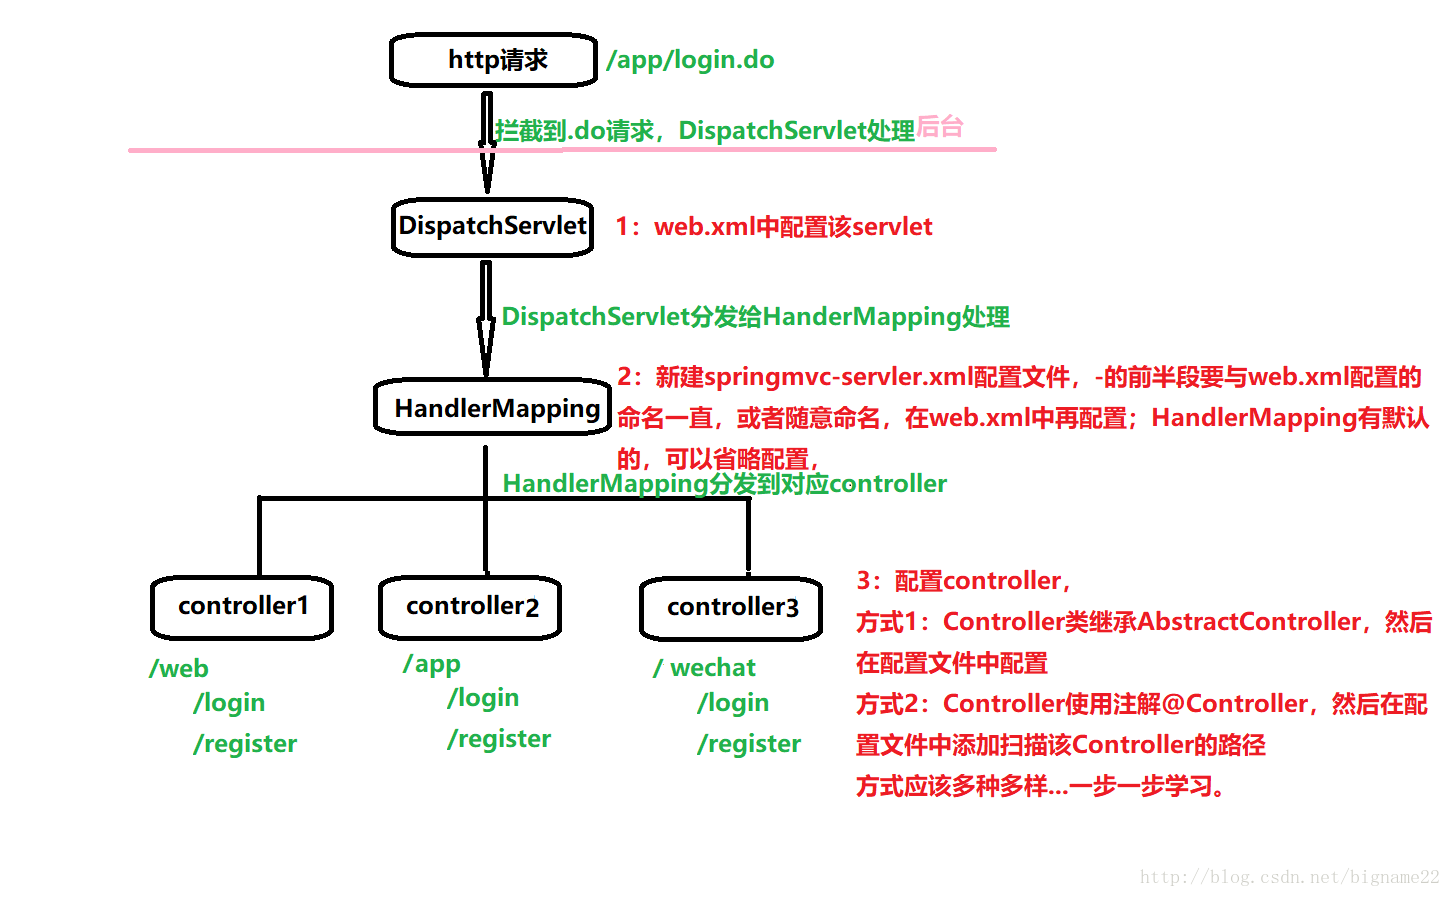 http请求 /app/login.do
拦截到.do请求，DispatchServlet处理 后台
DispatchServlet
1：web.xml中配置该servlet
DispatchServlet分发给HanderMapping处理
HandlerMapping
2：新建springmvc-servler.xml配置文件，-的前半段要与web.xml配置的
命名一直，或者随意命名，在web.xml中再配置；HandlerMapping有默认
的，可以省略配置，
HandlerMapping分发到对应controller
controller1
/web
/login
/register
controller2
/app
/login
/register
controller3
/ wechat
/login
/register
3：配置controller，
方式1：Controller类继承AbstractController，然后
在配置文件中配置
方式2：Controller使用注解@Controller，然后在配
置文件中添加扫描该Controller的路径
方式应该多种多样...一步一步学习。
http://blog.csdn.net/bigname22